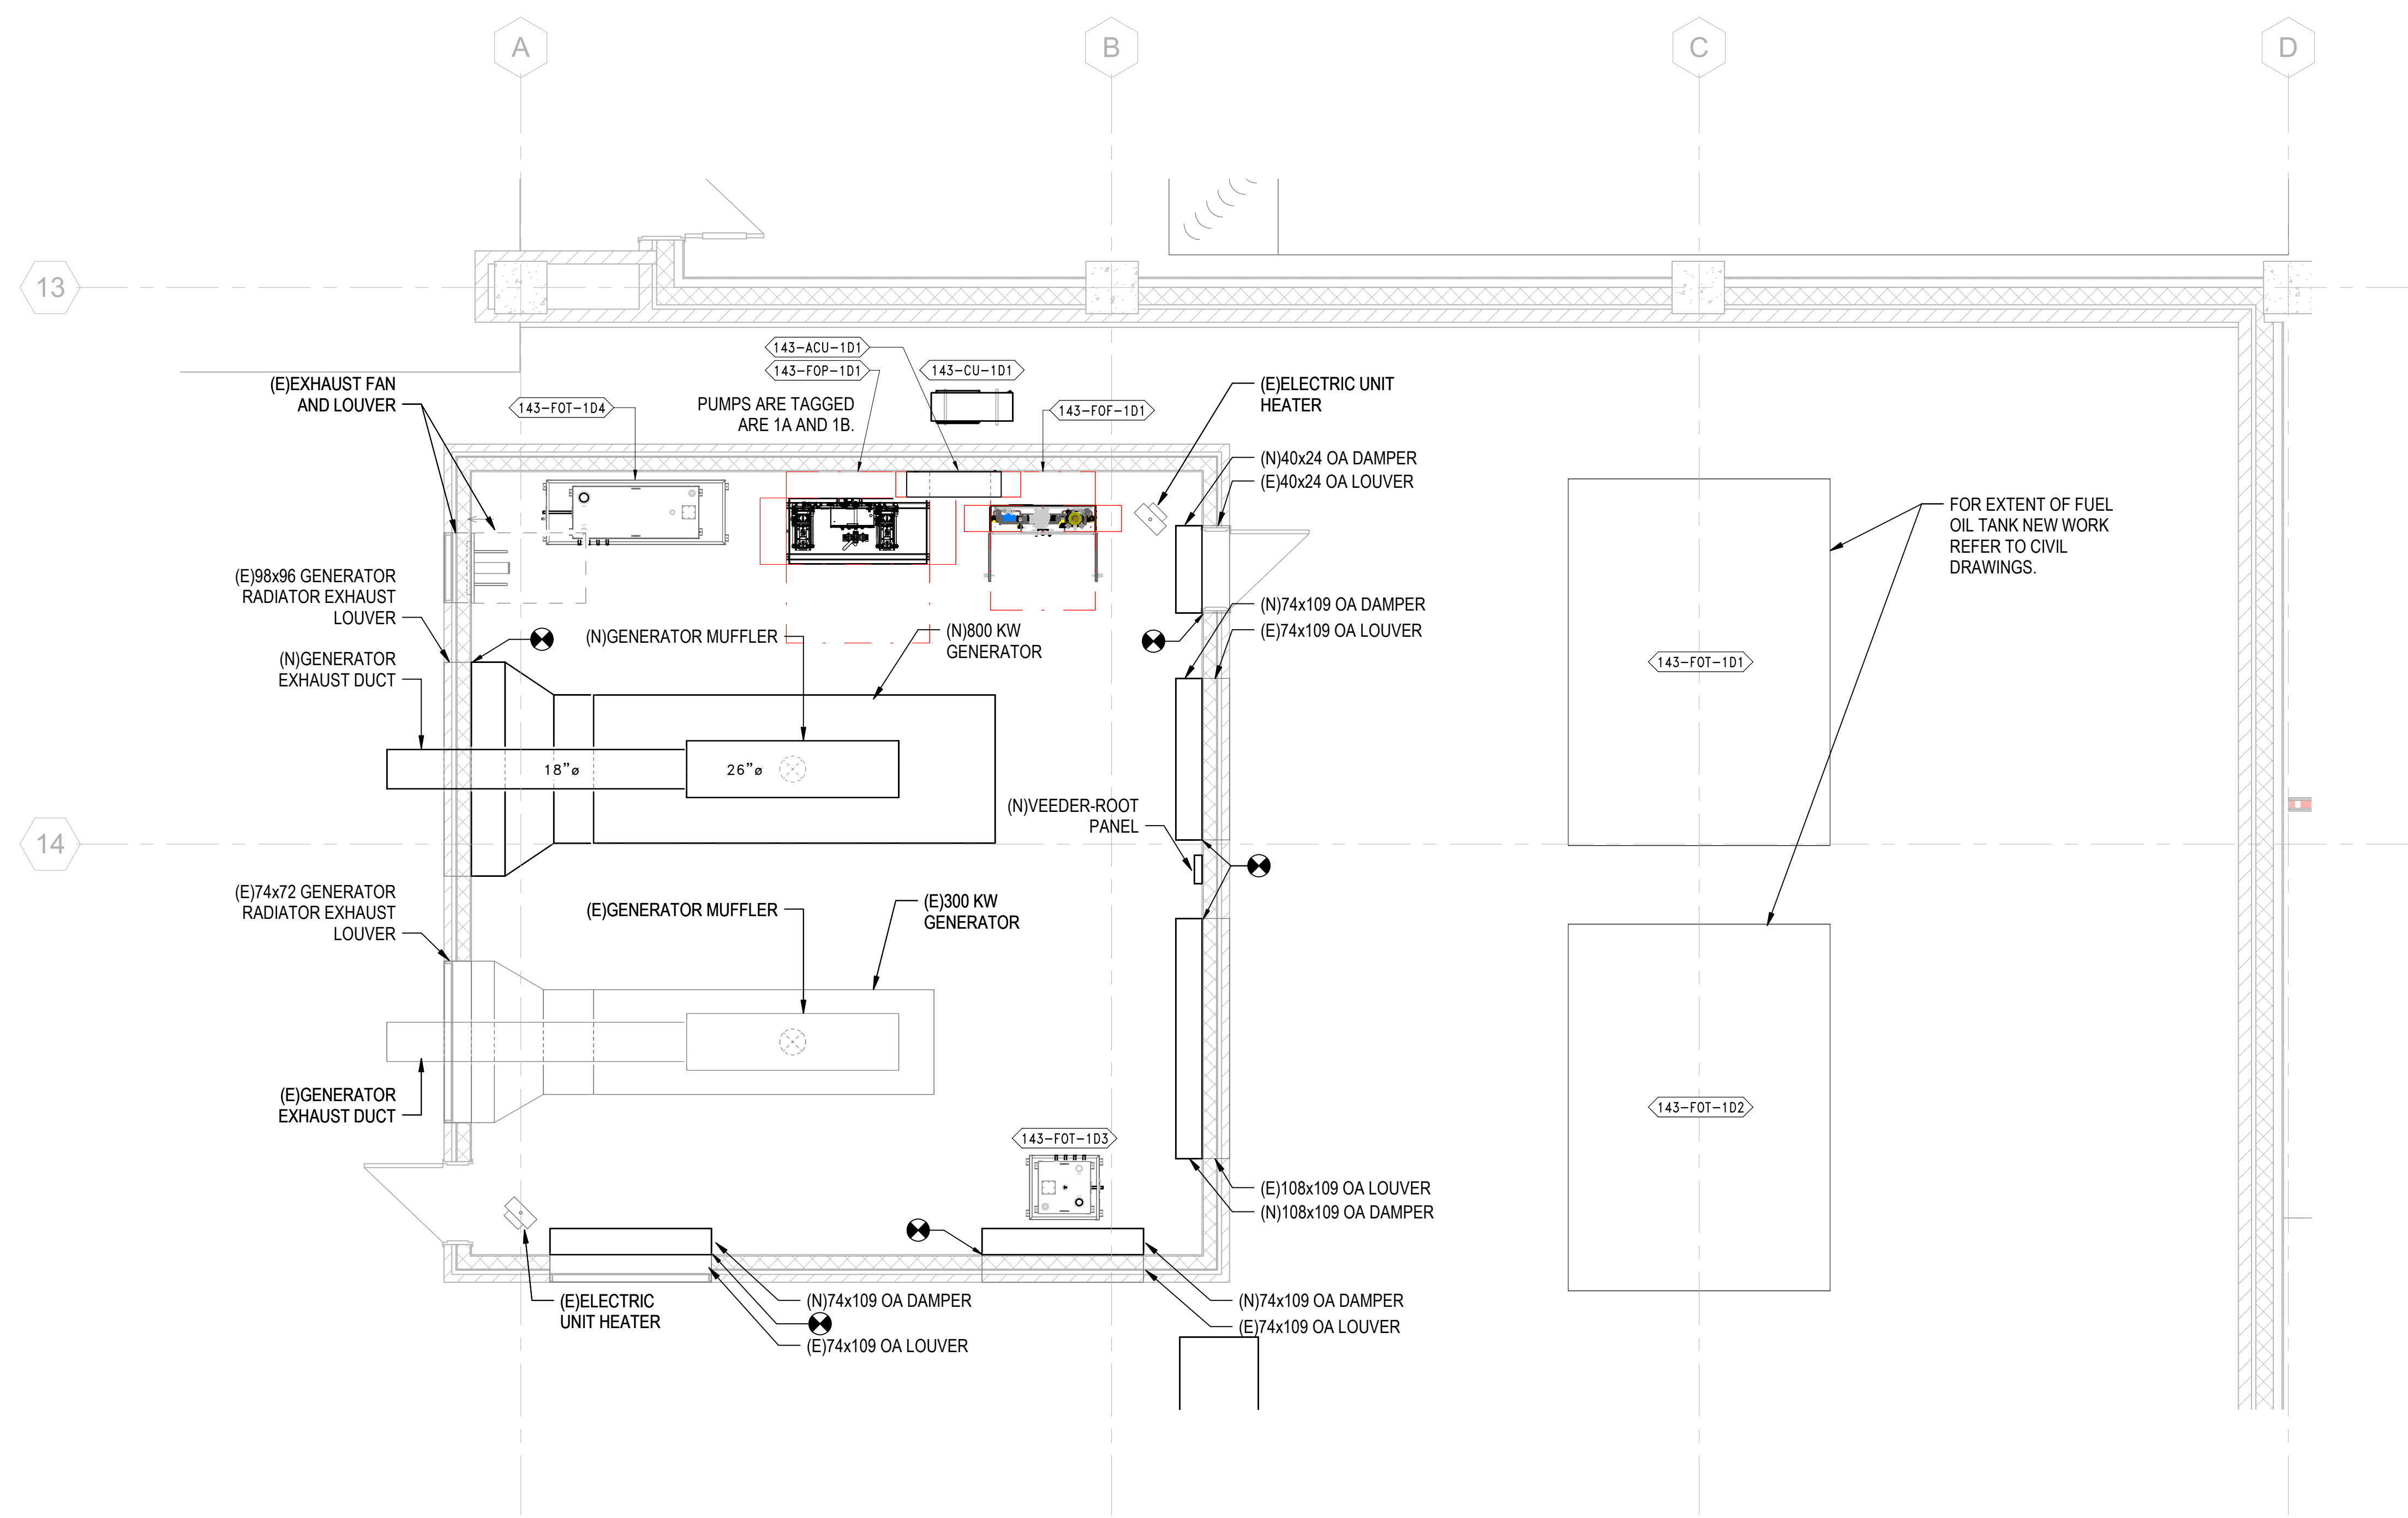 A
B
C
D
13
143-ACU-1D1
143-FOP-1D1
143-CU-1D1
(E)EXHAUST FAN
AND LOUVER
143-FOT-1D4
PUMPS ARE TAGGED
ARE 1A AND 1B.
143-FOF-1D1
(E)ELECTRIC UNIT
HEATER
(N)40x24 OA DAMPER
(E)40x24 OA LOUVER
FOR EXTENT OF FUEL
OIL TANK NEW WORK
REFER TO CIVIL
DRAWINGS.
(E)98x96 GENERATOR
RADIATOR EXHAUST
LOUVER
(N)GENERATOR MUFFLER
(N)800 KW
GENERATOR
(N)74x109 OA DAMPER
(E)74x109 OA LOUVER
143-FOT-1D1
(N)GENERATOR
EXHAUST DUCT
18"ø
26"ø
(N)VEEDER-ROOT
PANEL
14
(E)74x72 GENERATOR
RADIATOR EXHAUST
LOUVER
(E)GENERATOR MUFFLER
(E)300 KW
GENERATOR
(E)GENERATOR
EXHAUST DUCT
143-FOT-1D2
143-FOT-1D3
(E)108x109 OA LOUVER
(N)108x109 OA DAMPER
(E)ELECTRIC
UNIT HEATER
(N)74x109 OA DAMPER
(E)74x109 OA LOUVER
(N)74x109 OA DAMPER
(E)74x109 OA LOUVER